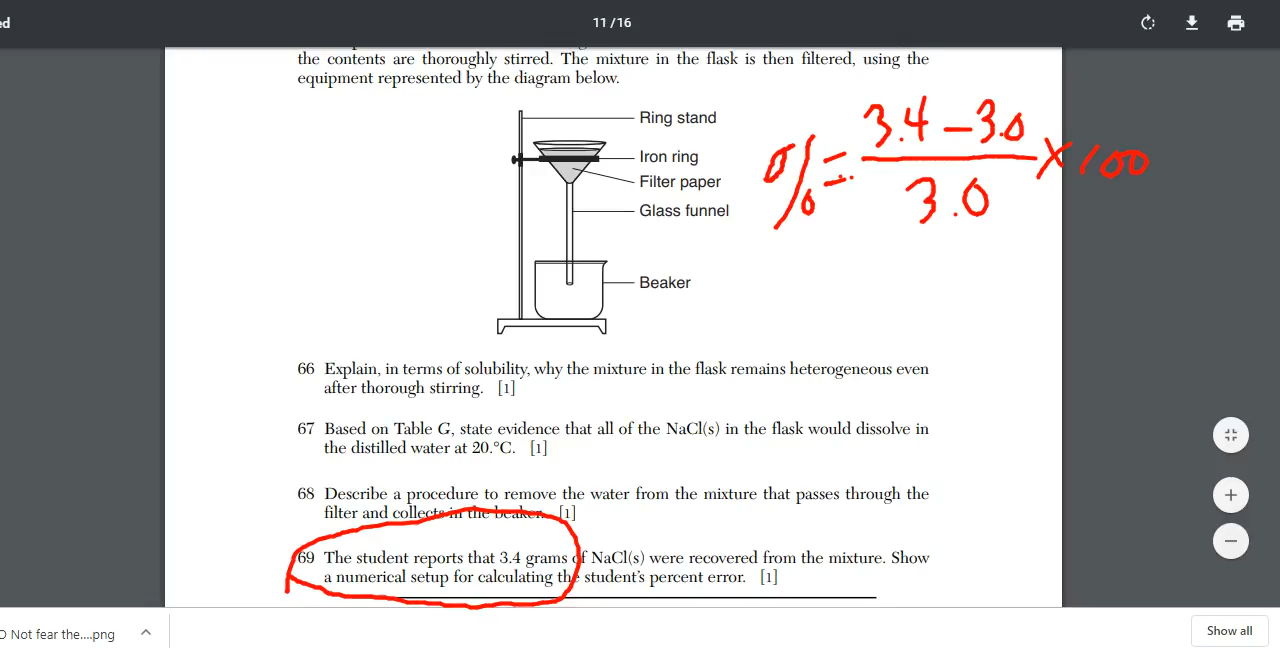 ed
11 / 16
the contents are thoroughly stirred. The mixture in the flask is then filtered, using the
equipment represented by the diagram below.
Ring stand
Iron ring
Filter paper
Glass funnel
Beaker
% = 3.4 – 3.0 / 3.0 × 100
66 Explain, in terms of solubility, why the mixture in the flask remains heterogeneous even
after thorough stirring. [1]
67 Based on Table G, state evidence that all of the NaCl(s) in the flask would dissolve in
the distilled water at 20.°C. [1]
68 Describe a procedure to remove the water from the mixture that passes through the
filter and collects in the beaker. [1]
69 The student reports that 3.4 grams of NaCl(s) were recovered from the mixture. Show
a numerical setup for calculating the student's percent error. [1]
O Not fear the....png
Show all